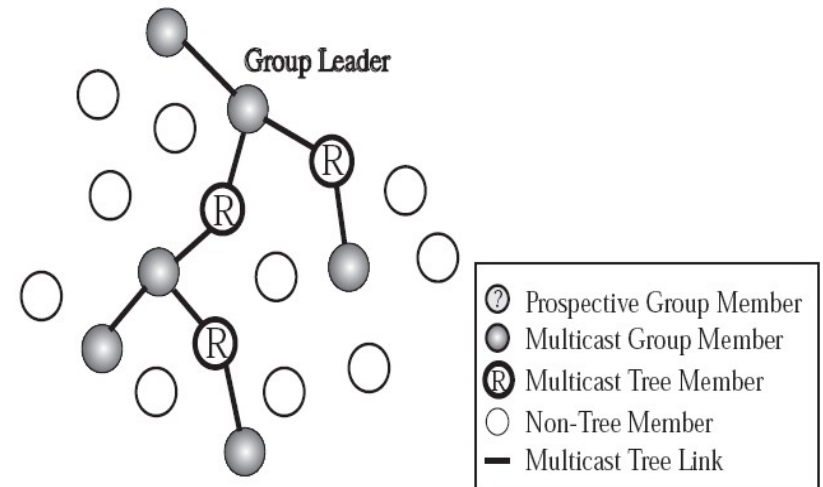 Group Leader
R
R
R
? Prospective Group Member
Multicast Group Member
R Multicast Tree Member
Non-Tree Member
Multicast Tree Link